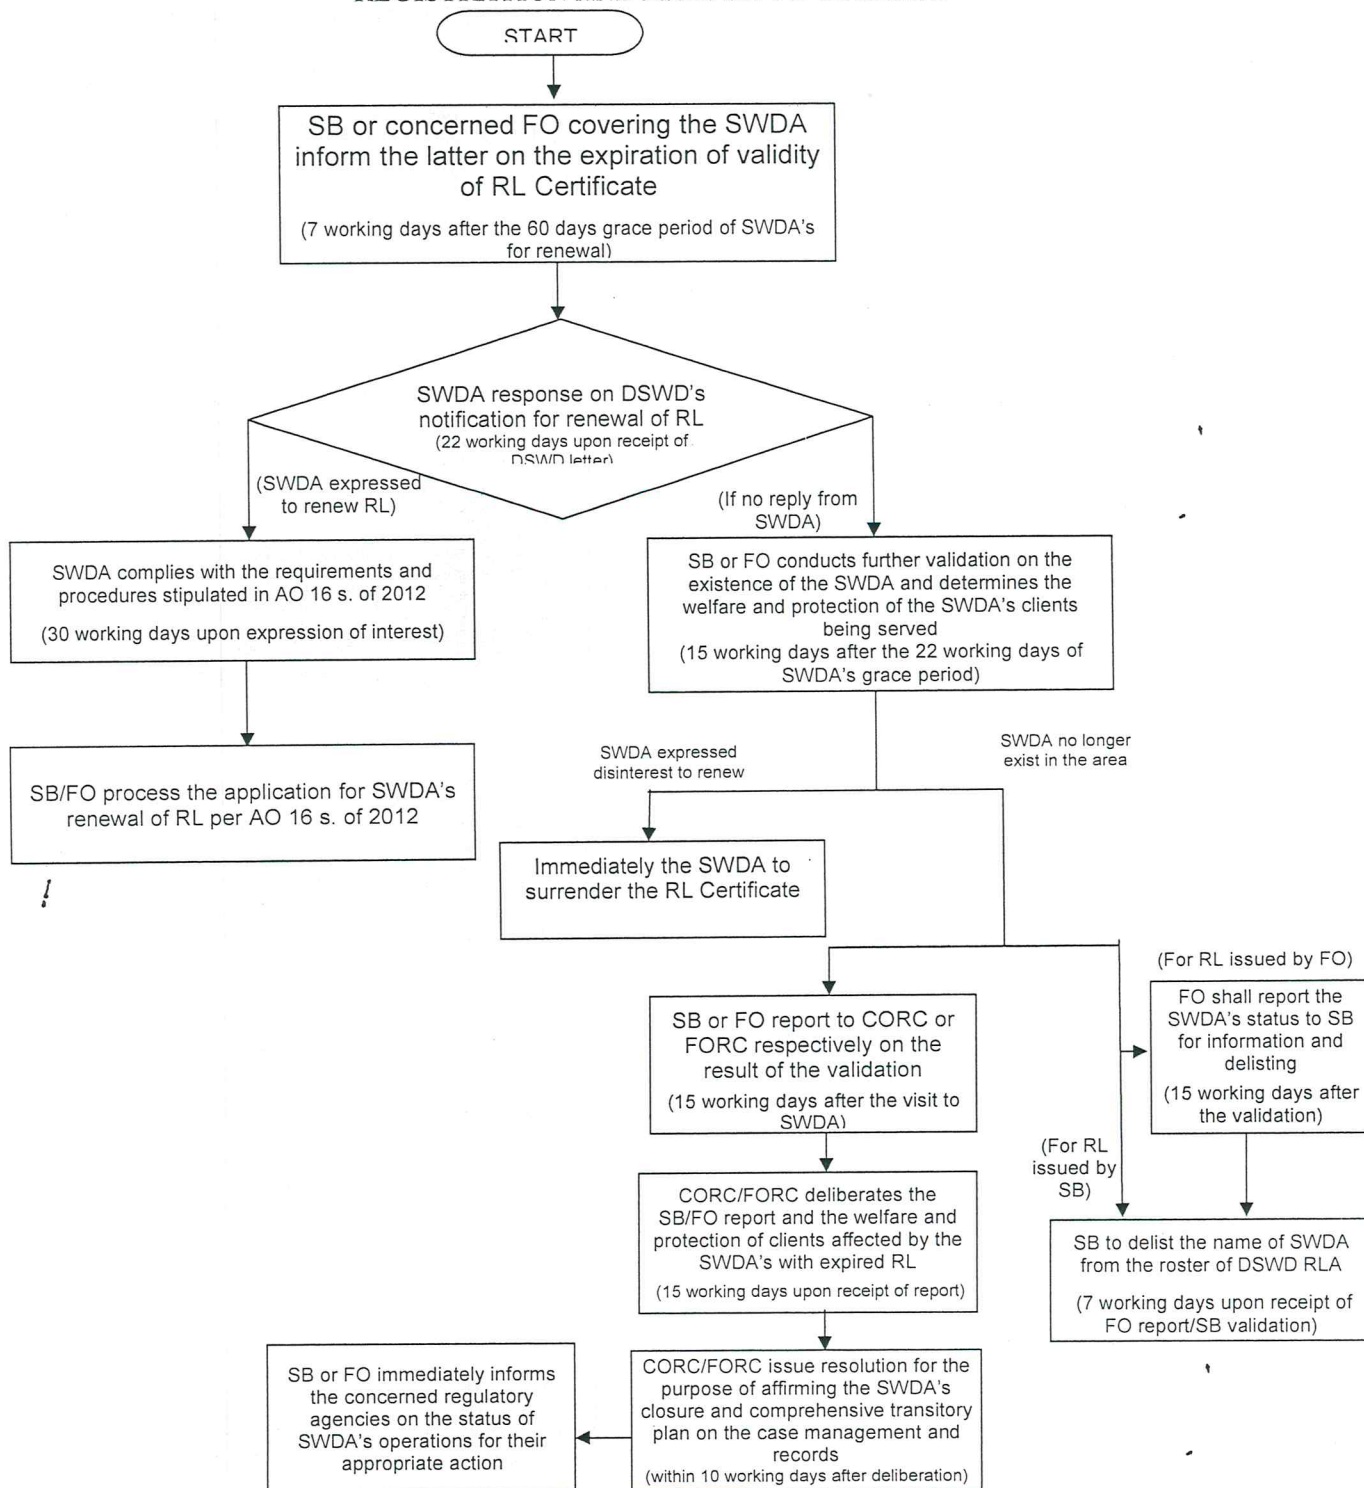 START
SB or concerned FO covering the SWDA
inform the latter on the expiration of validity
of RL Certificate
(7 working days after the 60 days grace period of SWDA's
for renewal)
SWDA response on DSWD's
notification for renewal of RL
(22 working days upon receipt of
DSWD letter)
(SWDA expressed
to renew RL)
(If no reply from
SWDA)
SWDA complies with the requirements and
procedures stipulated in AO 16 s. of 2012
(30 working days upon expression of interest)
SB or FO conducts further validation on the
existence of the SWDA and determines the
welfare and protection of the SWDA's clients
being served
(15 working days after the 22 working days of
SWDA's grace period)
SB/FO process the application for SWDA's
renewal of RL per AO 16 s. of 2012
SWDA expressed
disinterest to renew
SWDA no longer
exist in the area
Immediately the SWDA to
surrender the RL Certificate
(For RL issued by FO)
SB or FO report to CORC or
FORC respectively on the
result of the validation
(15 working days after the visit to
SWDA)
FO shall report the
SWDA's status to SB
for information and
delisting
(15 working days after
the validation)
(For RL
issued by
SB)
CORC/FORC deliberates the
SB/FO report and the welfare and
protection of clients affected by the
SWDA's with expired RL
(15 working days upon receipt of report)
SB to delist the name of SWDA
from the roster of DSWD RLA
(7 working days upon receipt of
FO report/SB validation)
SB or FO immediately informs
the concerned regulatory
agencies on the status of
SWDA's operations for their
appropriate action
CORC/FORC issue resolution for the
purpose of affirming the SWDA's
closure and comprehensive transitory
plan on the case management and
records
(within 10 working days after deliberation)